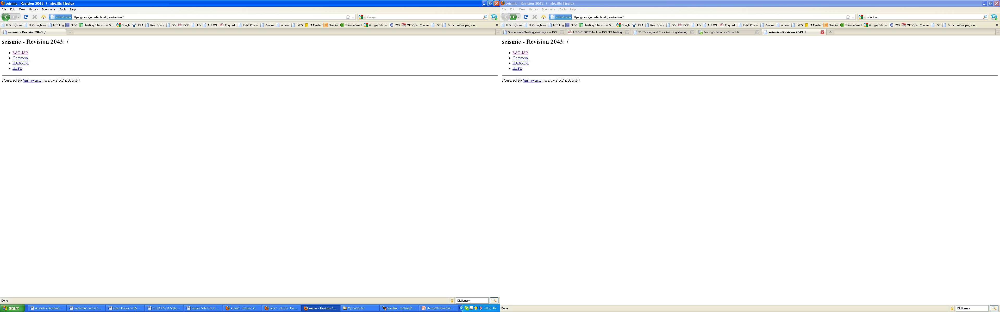 seismic - Revision 2043: / - Mozilla Firefox
File Edit View History Bookmarks Tools Help
caltech.edu https://svn.ligo.caltech.edu/svn/seismic/ Google
LLO Logbook LHO Logbook MIT iLog ELOG Testing Interactive Sc... Google JIRA Res. Space SVN DCC LLO AdL Wiki Eng. wiki LIGO Roster Kronos access IMSS McMaster Elsevier ScienceDirect Google Scholar EVO MIT Open Course LSC StructureDamping - A... »
seismic - Revision 2043: /
seismic - Revision 2043: /
BSC-ISI/
Common/
HAM-ISI/
HEPI/
Powered by Subversion version 1.5.1 (r32289).
Done Dictionary
start Assembly Preparati... Important notes fo... Open Issues on BS... C1001178-v1 State... Seismic SVN Tree D... seismic - Revision 2... IsiSvn - aLIGO - Mo... seismic - Revision 2... My Computer Simulink - controls@... Microsoft PowerPoi... 10:01 AM
seismic - Revision 2043: / - Mozilla Firefox
File Edit View History Bookmarks Tools Help
caltech.edu https://svn.ligo.caltech.edu/svn/seismic/ shock an
LLO Logbook LHO Logbook MIT iLog ELOG Testing Interactive Sc... Google JIRA Res. Space SVN DCC LLO AdL Wiki Eng. wiki LIGO Roster Kronos access IMSS McMaster Elsevier ScienceDirect Google Scholar EVO MIT Open Course LSC StructureDamping - A... »
Suspensions/Testing_meetings - aLIGO LIGO-E1000304-v1: aLIGO SEI Testing ... SEI Testing and Commissioning Meeting... Testing Interactive Schedule seismic - Revision 2043: /
seismic - Revision 2043: /
BSC-ISI/
Common/
HAM-ISI/
HEPI/
Powered by Subversion version 1.5.1 (r32289).
Done Dictionary